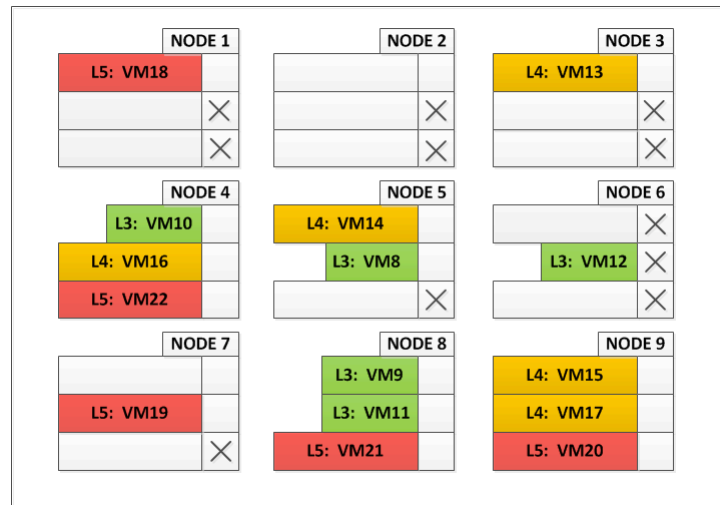 NODE 1
L5: VM18
NODE 2
NODE 3
L4: VM13
NODE 4
L3: VM10
L4: VM16
L5: VM22
NODE 5
L4: VM14
L3: VM8
NODE 6
L3: VM12
NODE 7
L5: VM19
NODE 8
L3: VM9
L3: VM11
L5: VM21
NODE 9
L4: VM15
L4: VM17
L5: VM20